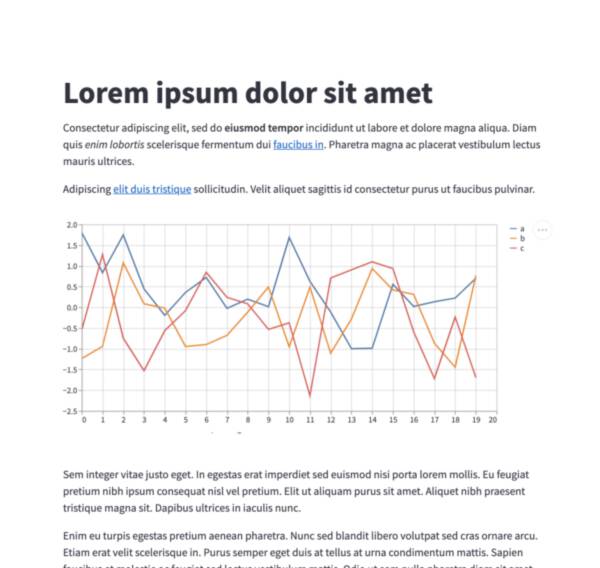 Lorem ipsum dolor sit amet
Consectetur adipiscing elit, sed do eiusmod tempor incididunt ut labore et dolore magna aliqua. Diam
quis enim lobortis scelerisque fermentum dui faucibus in. Pharetra magna ac placerat vestibulum lectus
mauris ultrices.
Adipiscing elit duis tristique sollicitudin. Velit aliquet sagittis id consectetur purus ut faucibus pulvinar.
2.0
1.5
1.0
0.5
0.0
−0.5
−1.0
−1.5
−2.0
−2.5
0 1 2 3 4 5 6 7 8 9 10 11 12 13 14 15 16 17 18 19 20
a
b
c
Sem integer vitae justo eget. In egestas erat imperdiet sed euismod nisi porta lorem mollis. Eu feugiat
pretium nibh ipsum consequat nisl vel pretium. Elit ut aliquam purus sit amet. Aliquet nibh praesent
tristique magna sit. Dapibus ultrices in iaculis nunc.
Enim eu turpis egestas pretium aenean pharetra. Nunc sed blandit libero volutpat sed cras ornare arcu.
Etiam erat velit scelerisque in. Purus semper eget duis at tellus at urna condimentum mattis. Sapien